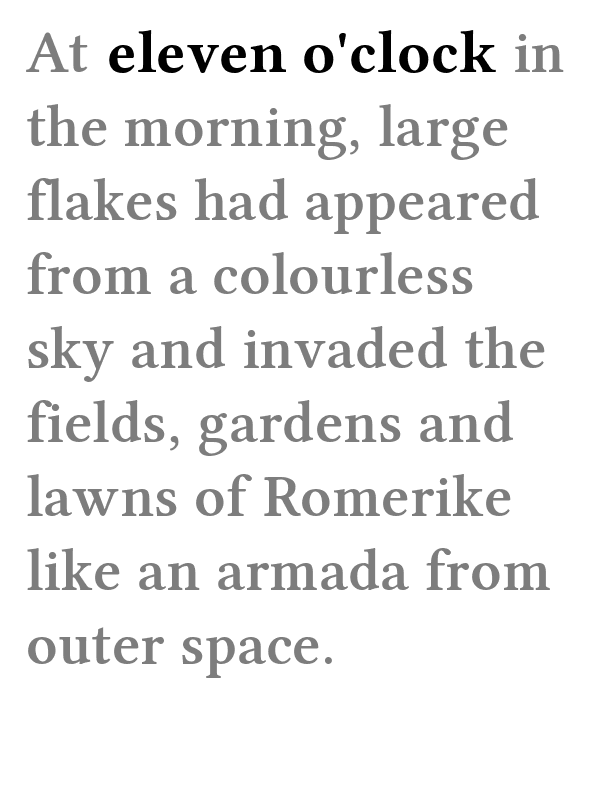 At eleven o'clock in
the morning, large
flakes had appeared
from a colourless
sky and invaded the
fields, gardens and
lawns of Romerike
like an armada from
outer space.